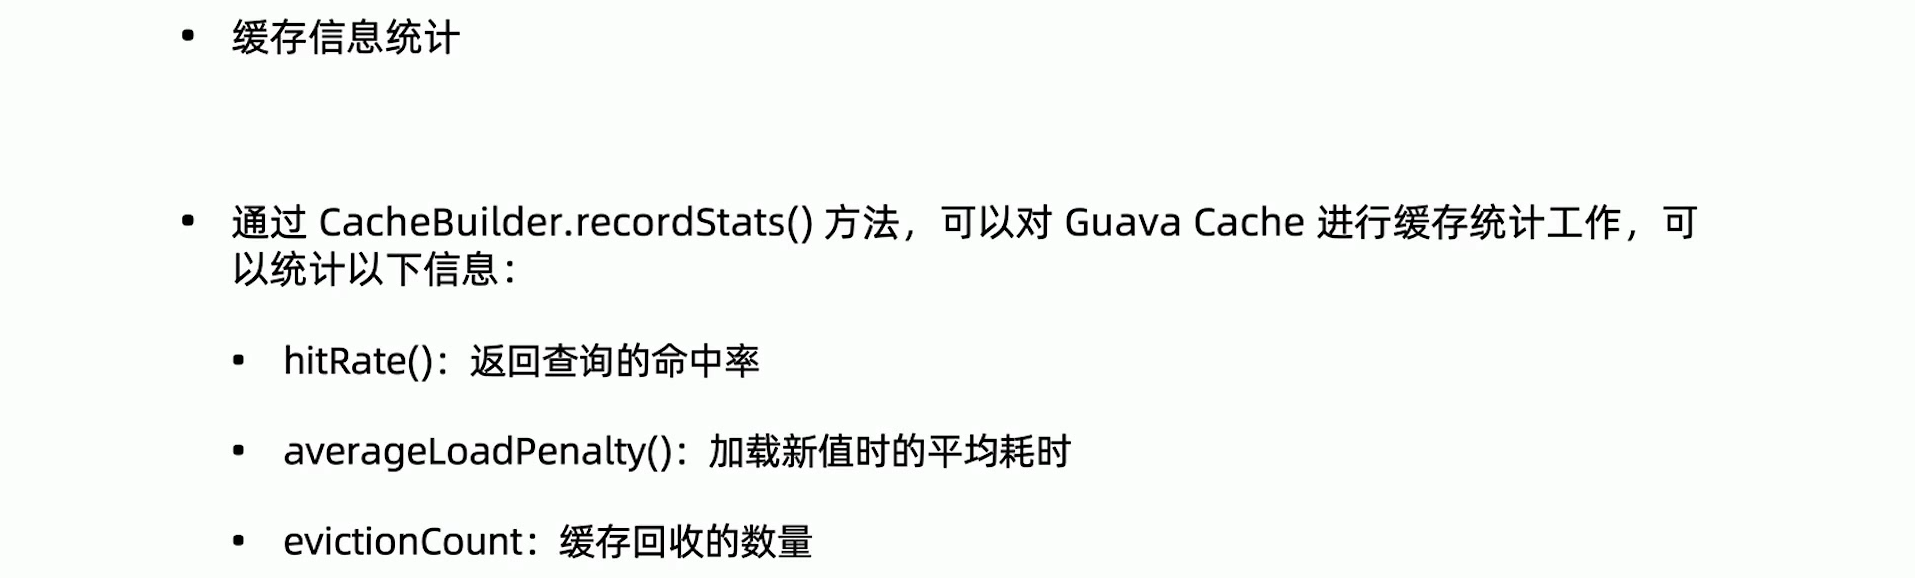 • 缓存信息统计
• 通过 CacheBuilder.recordStats() 方法，可以对 Guava Cache 进行缓存统计工作，可
以统计以下信息：
• hitRate()：返回查询的命中率
• averageLoadPenalty()：加载新值时的平均耗时
• evictionCount：缓存回收的数量